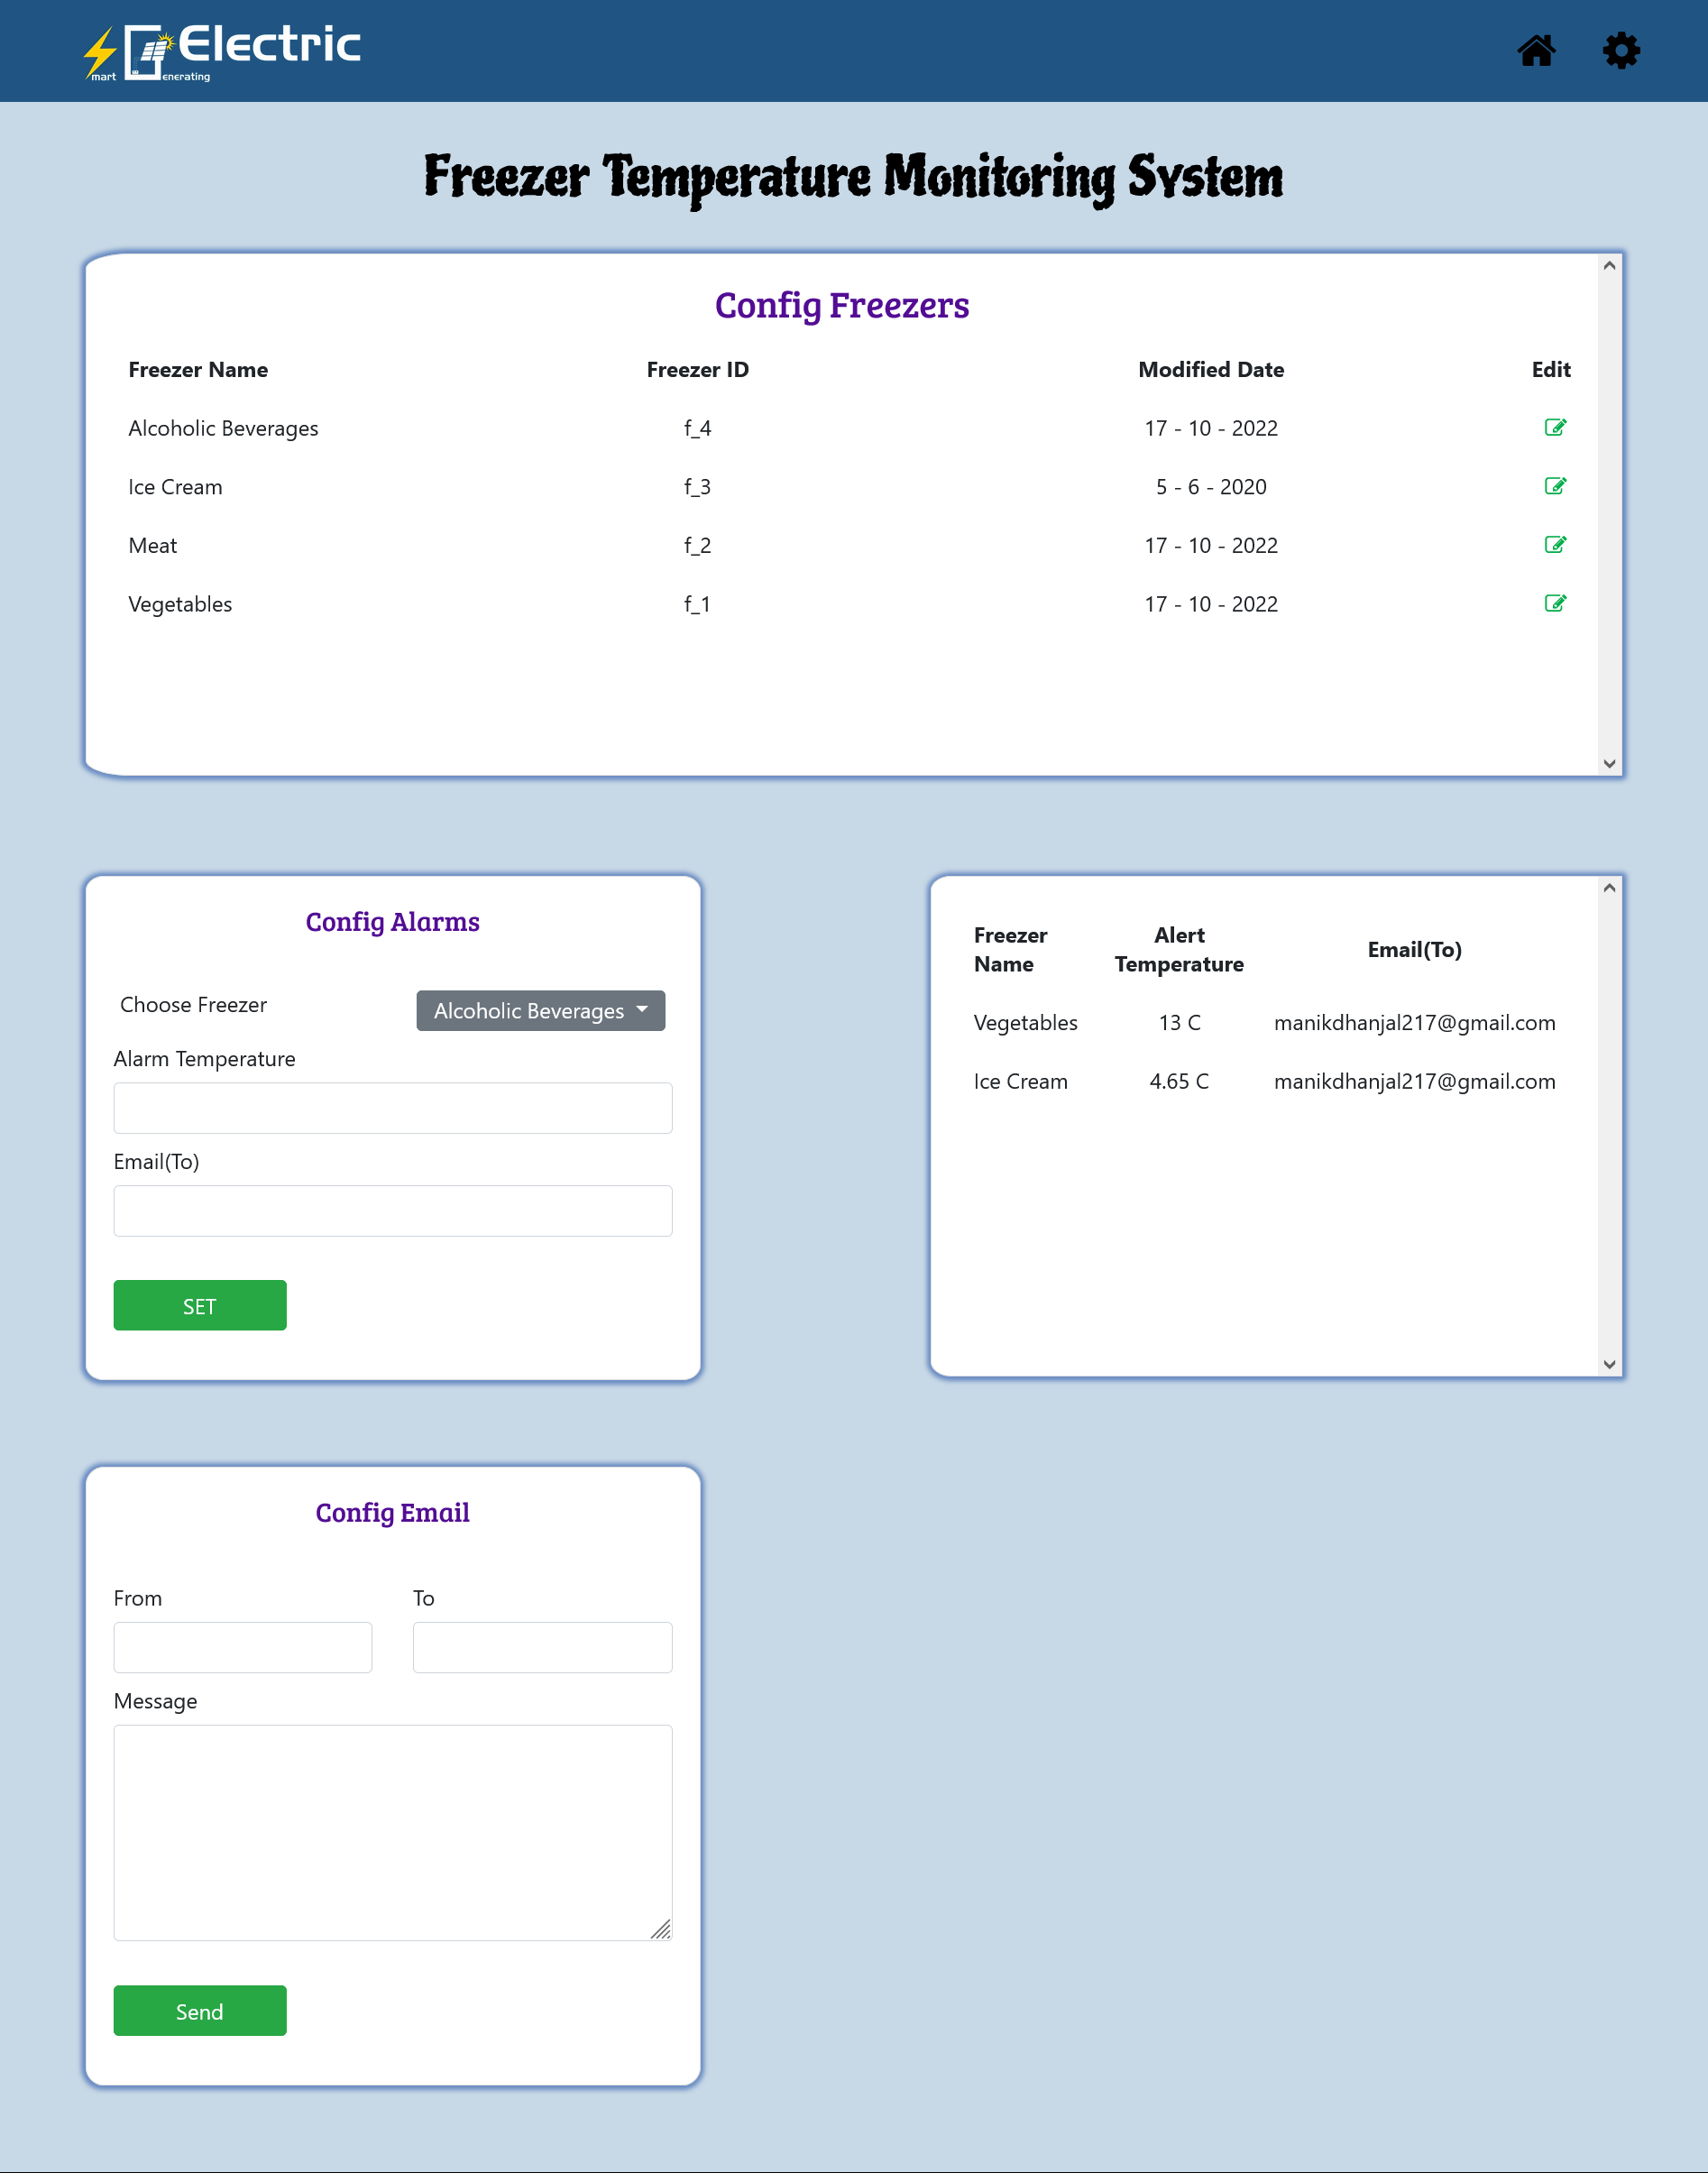 Electric
mart enerating
Freezer Temperature Monitoring System
Config Freezers
Freezer Name Freezer ID Modified Date Edit
Alcoholic Beverages f_4 17 - 10 - 2022
Ice Cream f_3 5 - 6 - 2020
Meat f_2 17 - 10 - 2022
Vegetables f_1 17 - 10 - 2022
Config Alarms
Choose Freezer Alcoholic Beverages
Alarm Temperature
Email(To)
SET
Freezer Name Alert Temperature Email(To)
Vegetables 13 C manikdhanjal217@gmail.com
Ice Cream 4.65 C manikdhanjal217@gmail.com
Config Email
From To
Message
Send